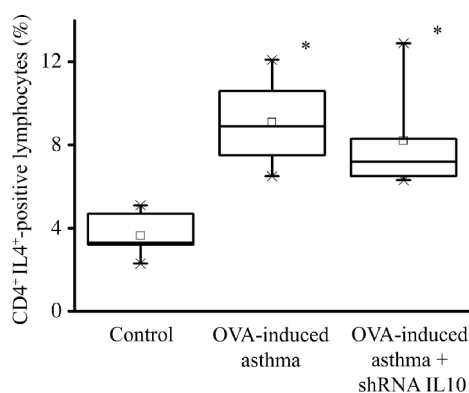 CD4⁺IL4⁺-positive lymphocytes (%)
12
8
4
0
*
*
Control
OVA-induced
asthma
OVA-induced
asthma +
shRNA IL10